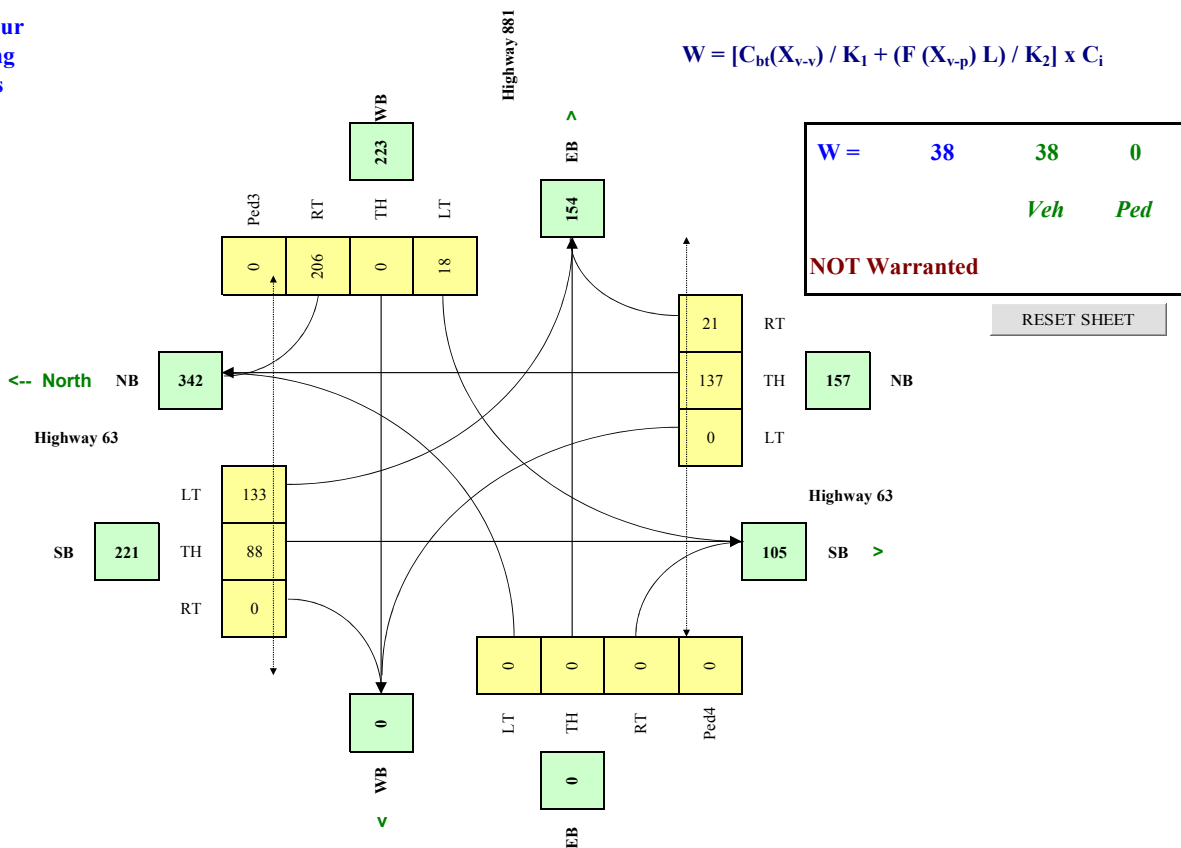 Highway 881
W = [Cbt(Xv-v) / K1 + (F (Xv-p) L) / K2] x Ci
WB
223
^
EB
154
W =
38
38
0
Veh
Ped
NOT Warranted
RESET SHEET
Ped3
RT
TH
LT
0
206
0
18
21
RT
137
TH
0
LT
157
NB
<-- North
NB
342
Highway 63
LT
133
TH
88
RT
0
SB
221
Highway 63
105
SB
>
0
0
0
0
LT
TH
RT
Ped4
0
WB
v
0
EB